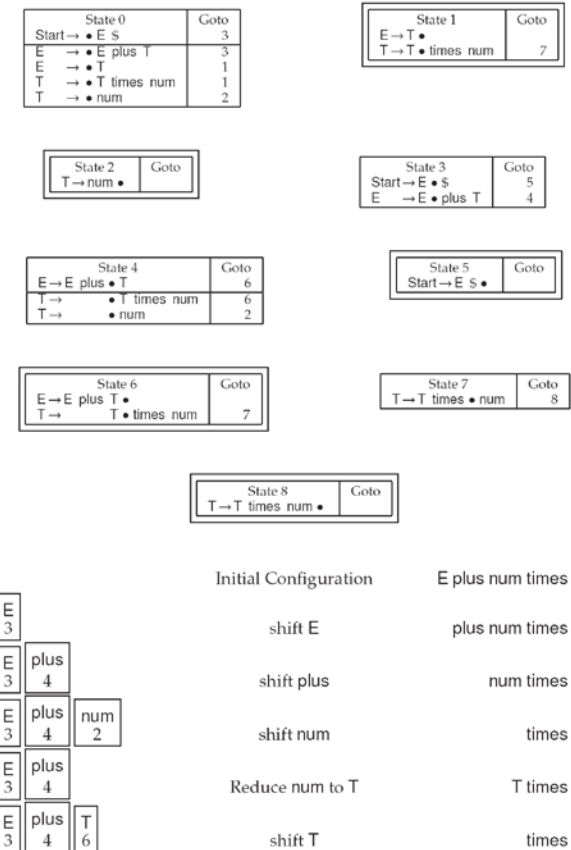 State 0 Goto
Start → • E $ 3
E → • E plus T 3
E → • T 1
T → • T times num 1
T → • num 2
State 1 Goto
E → T •
T → T • times num 7
State 2 Goto
T → num •
State 3 Goto
Start → E • $ 5
E → E • plus T 4
State 4 Goto
E → E plus • T 6
T → • T times num 6
T → • num 2
State 5 Goto
Start → E $ •
State 6 Goto
E → E plus T •
T → T • times num 7
State 7 Goto
T → T times • num 8
State 8 Goto
T → T times num •
Initial Configuration E plus num times
E
3
shift E plus num times
E plus
3 4
shift plus num times
E plus num
3 4 2
shift num times
E plus
3 4
Reduce num to T T times
E plus T
3 4 6
shift T times